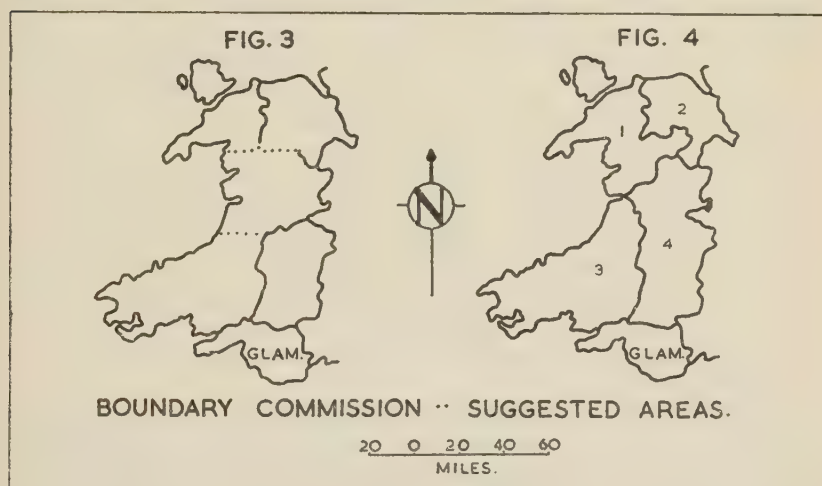 FIG. 3
FIG. 4
1
2
N
3
4
GLAM.
GLAM.
BOUNDARY COMMISSION ·· SUGGESTED AREAS.
20 0 20 40 60
MILES.